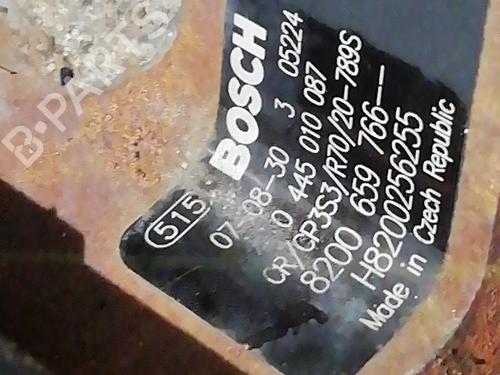 B·PARTS
BOSCH
515
07 08-30 3 05224
0 445 010 087
CR/CP3S3/R70/20-789S
8200 659 766--
H8200256255
Made in Czech Republic